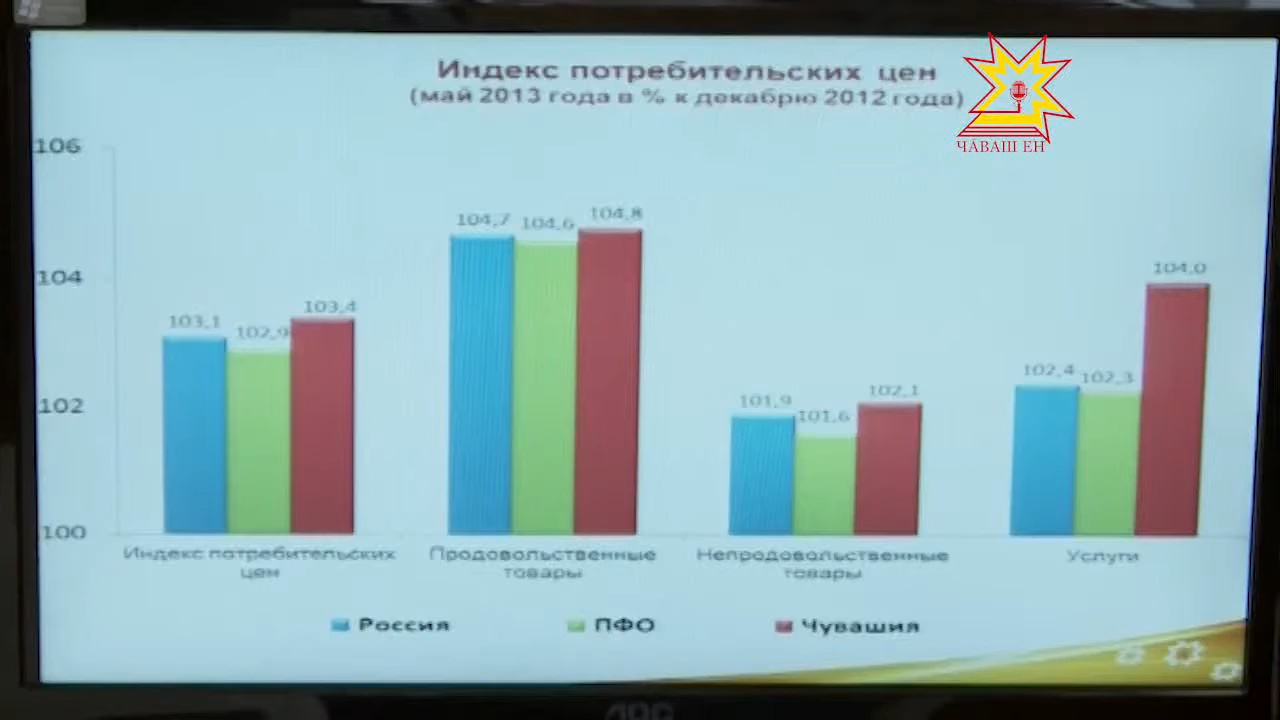 Индекс потребительских цен
(май 2013 года в % к декабрю 2012 года)
ЧĂВАШ ЕН
106
104
102
100
103,1
102,9
103,4
104,7
104,6
104,8
101,9
101,6
102,1
102,4
102,3
104,0
Индекс потребительских
цен
Продовольственные
товары
Непродовольственные
товары
Услуги
Россия
ПФО
Чувашия
AOC